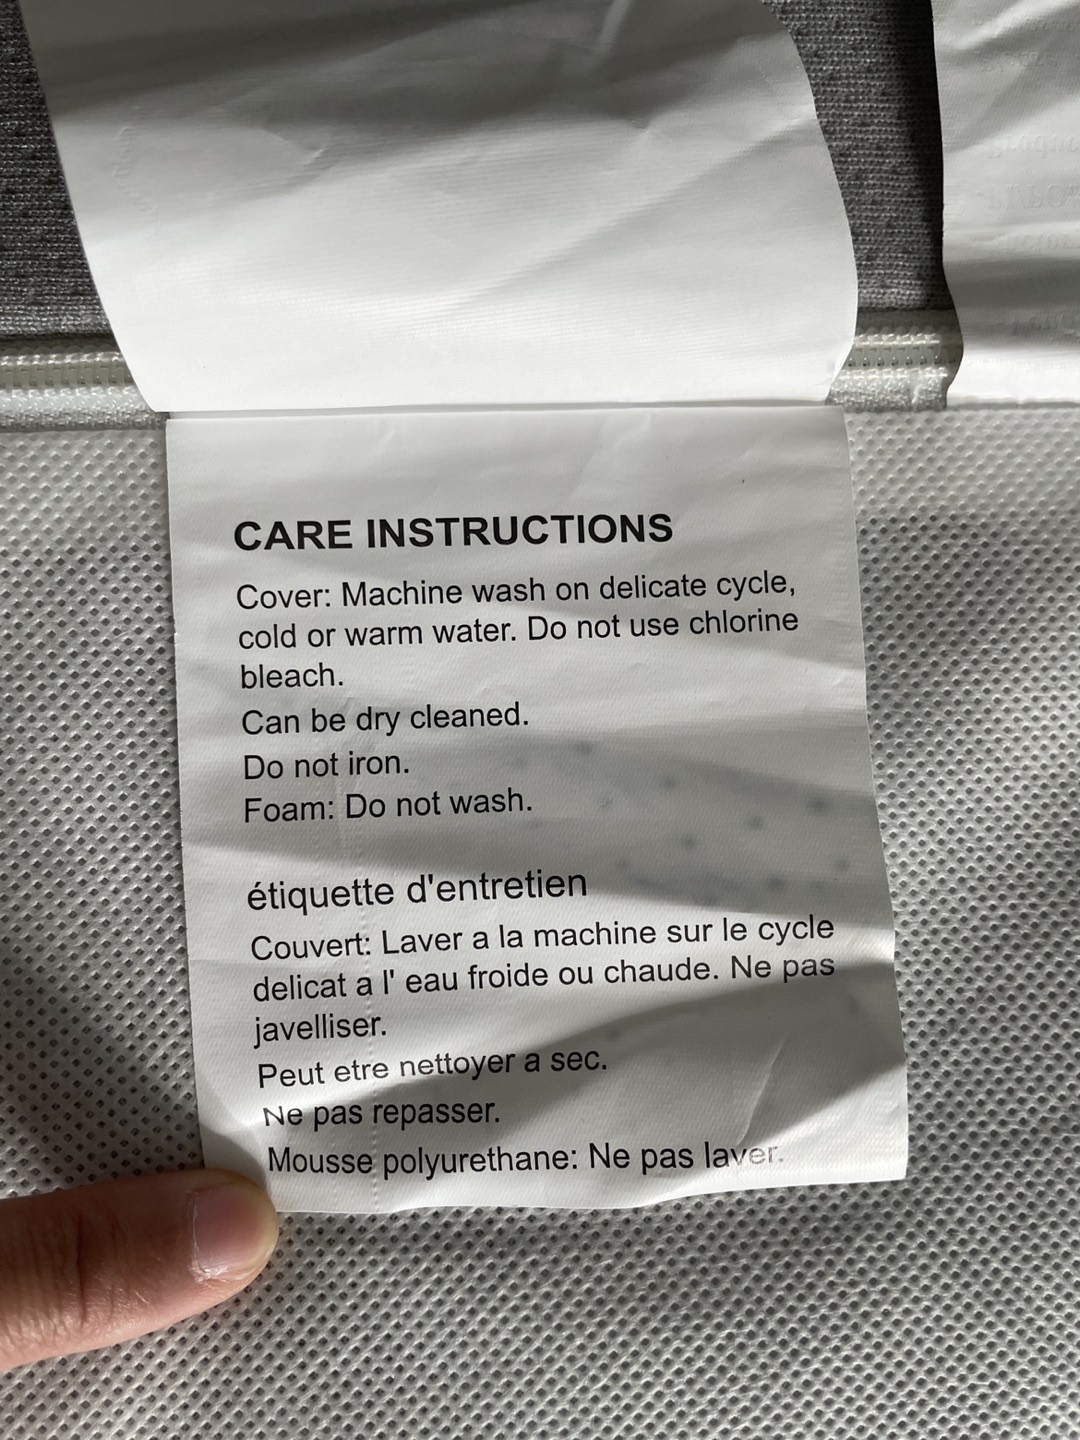 CARE INSTRUCTIONS
Cover: Machine wash on delicate cycle,
cold or warm water. Do not use chlorine
bleach.
Can be dry cleaned.
Do not iron.
Foam: Do not wash.
étiquette d'entretien
Couvert: Laver a la machine sur le cycle
delicat a l' eau froide ou chaude. Ne pas
javelliser.
Peut etre nettoyer a sec.
Ne pas repasser.
Mousse polyurethane: Ne pas laver.